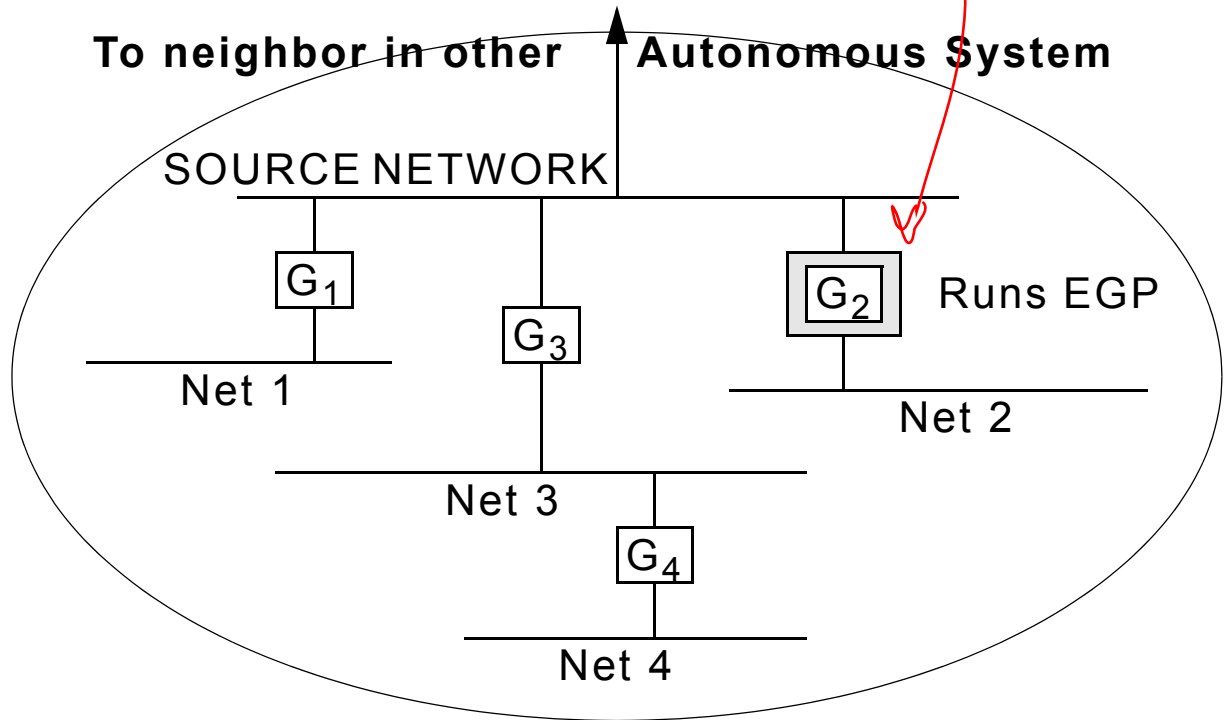 To neighbor in other Autonomous System
SOURCE NETWORK
G1
G3
G2
Runs EGP
Net 1
Net 2
Net 3
G4
Net 4